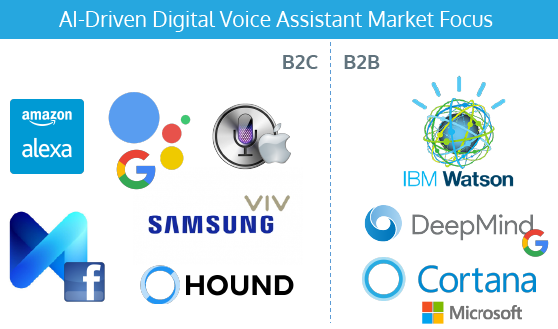 AI-Driven Digital Voice Assistant Market Focus
B2C
B2B
amazon
alexa
G
VIV
SAMSUNG
f
HOUND
IBM Watson
DeepMind
G
Cortana
Microsoft